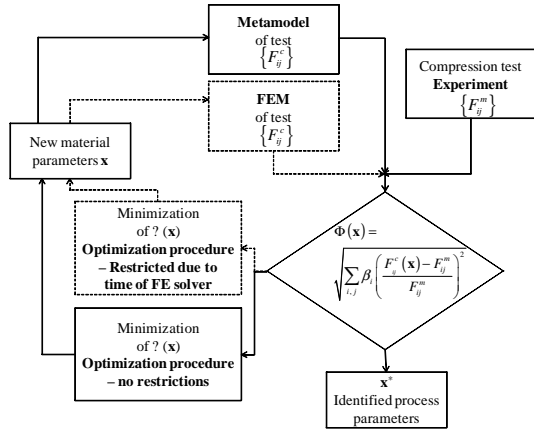 Metamodel
of test
{F_ij^c}
Compression test
Experiment
{F_ij^m}
FEM
of test
{F_ij^c}
New material
parameters x
Minimization
of ? (x)
Optimization procedure
– Restricted due to
time of FE solver
Φ(x) =
√(∑_{i,j} β_i ((F_ij^c(x) − F_ij^m) / F_ij^m)^2)
Minimization
of ? (x)
Optimization procedure
– no restrictions
x*
Identified process
parameters